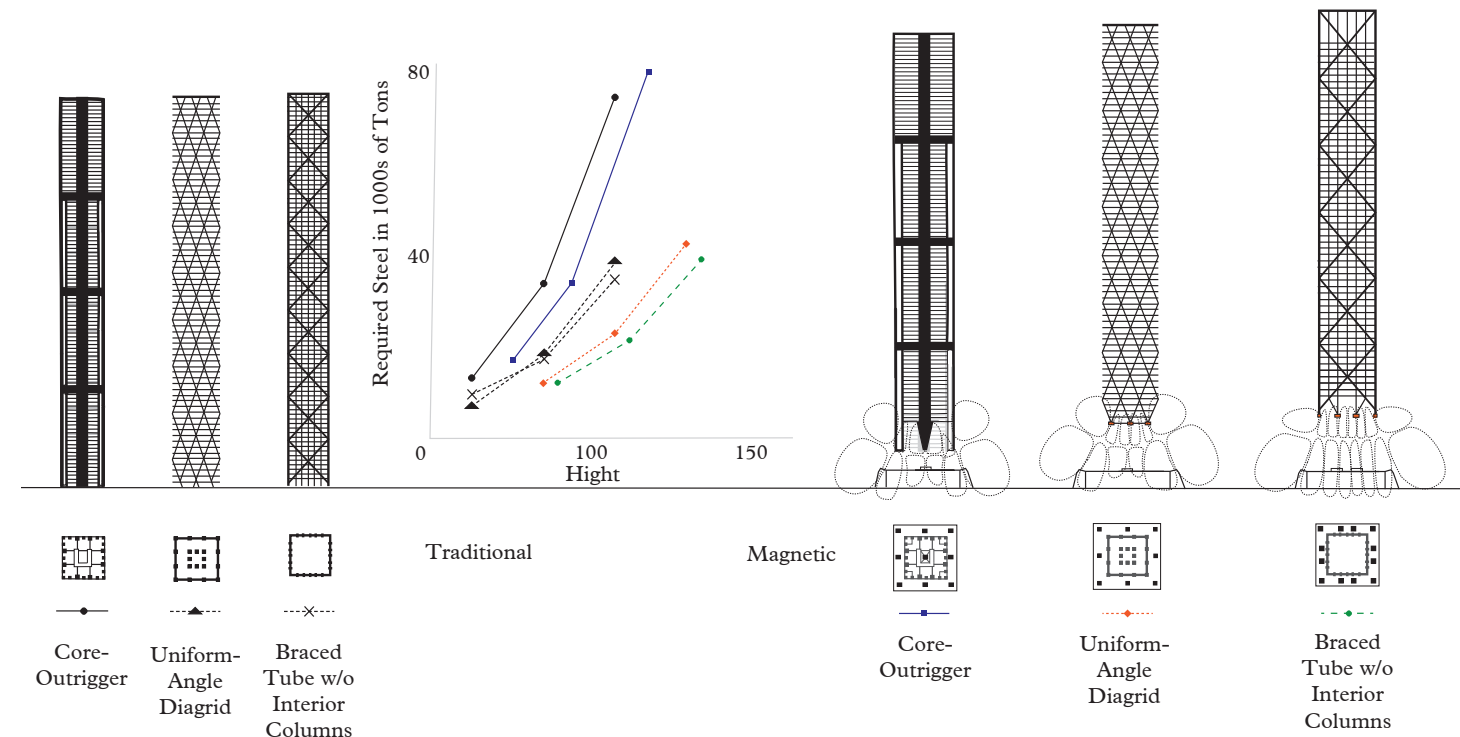 80
Required Steel in 1000s of Tons
40
0
100
150
Hight
Traditional
Magnetic
Core-
Outrigger
Uniform-
Angle
Diagrid
Braced
Tube w/o
Interior
Columns
Core-
Outrigger
Uniform-
Angle
Diagrid
Braced
Tube w/o
Interior
Columns